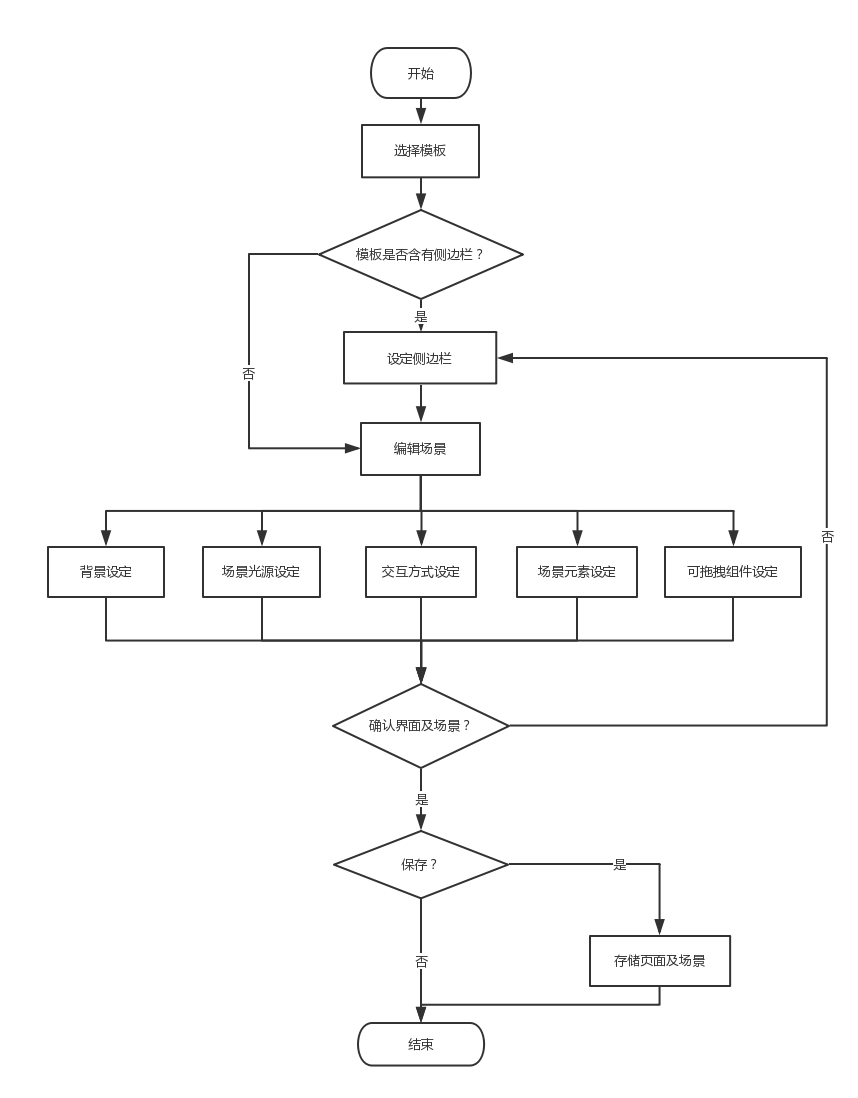 开始
选择模板
模板是否含有侧边栏？
是
设定侧边栏
否
编辑场景
否
背景设定
场景光源设定
交互方式设定
场景元素设定
可拖拽组件设定
确认界面及场景？
是
保存？
是
否
存储页面及场景
结束